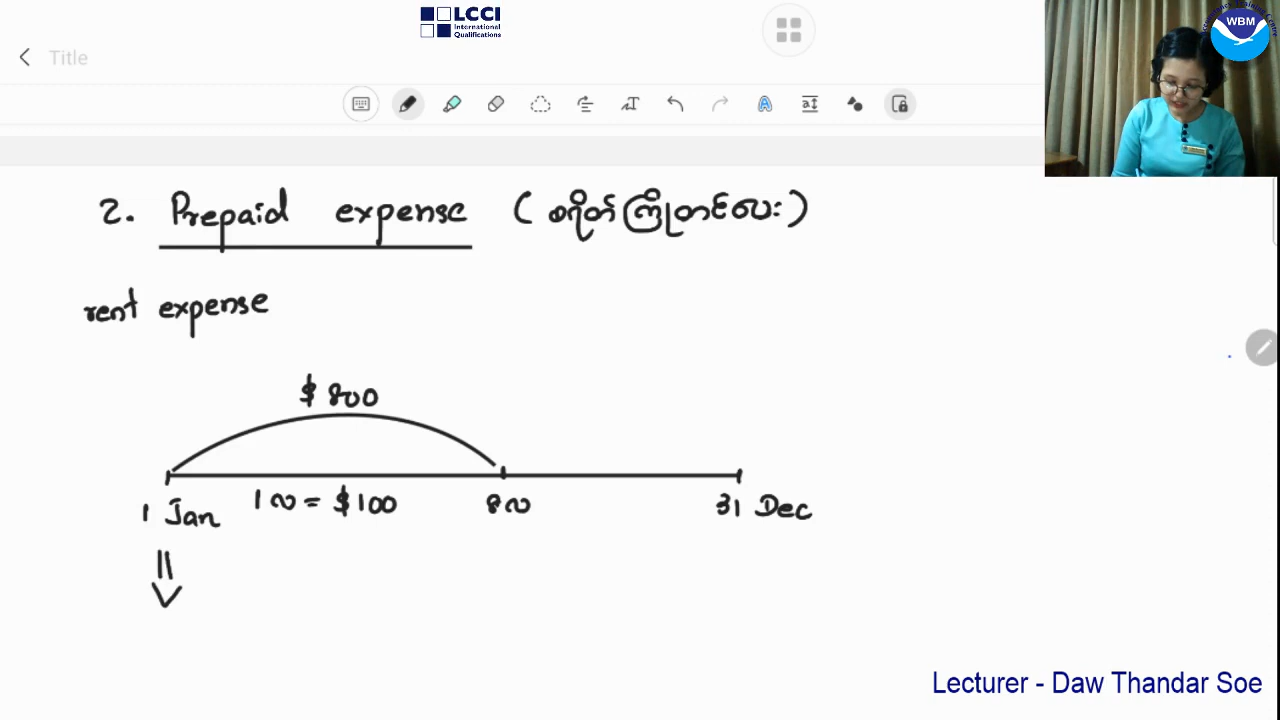 LCCI
International
Qualifications
WBM
Title
2. Prepaid expense (စရိတ်ကြိုတင်ပေး)
rent expense
$ 800
1 လ = $100
8လ
1 Jan
31 Dec
Lecturer - Daw Thandar Soe